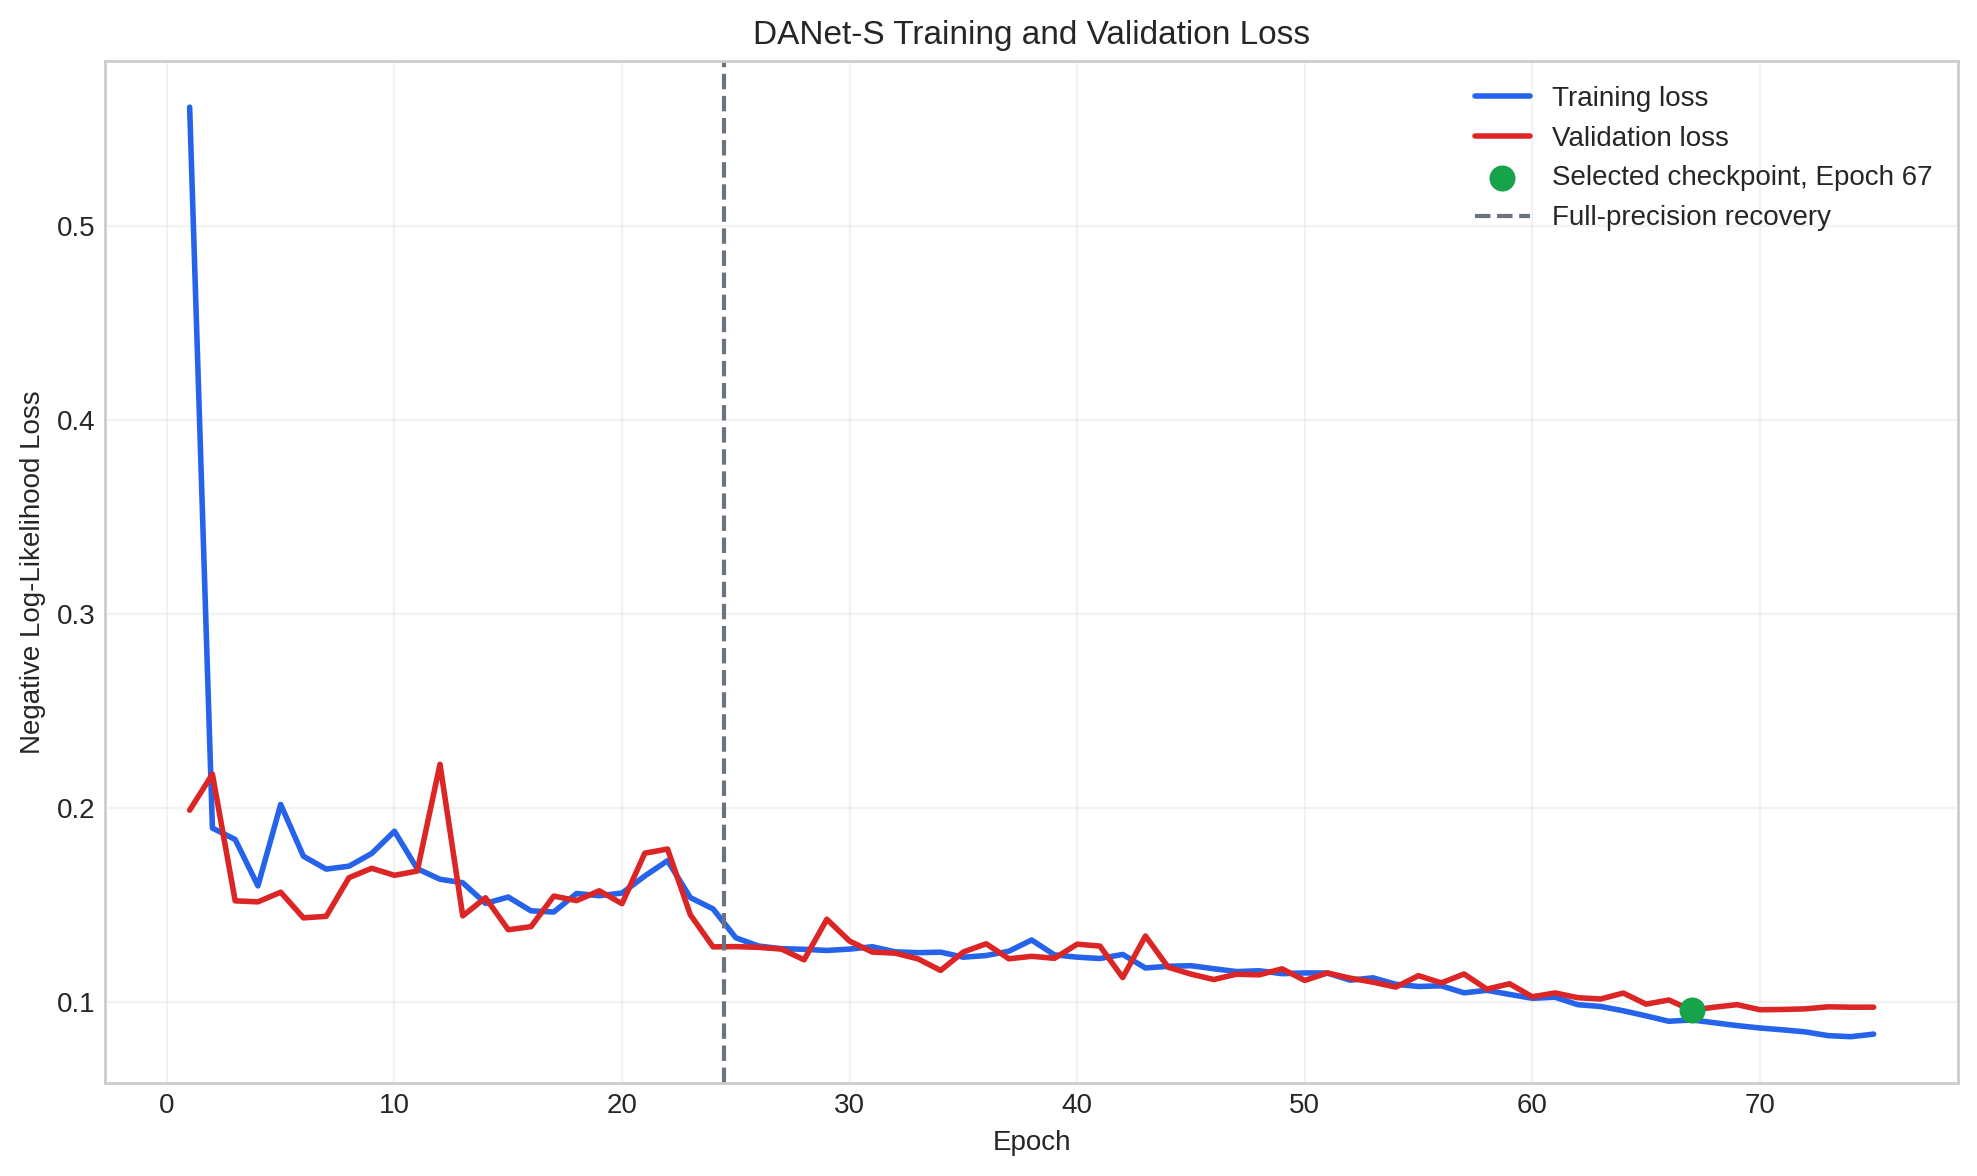 DANet-S Training and Validation Loss
Training loss
Validation loss
Selected checkpoint, Epoch 67
Full-precision recovery
Negative Log-Likelihood Loss
0.5
0.4
0.3
0.2
0.1
0 10 20 30 40 50 60 70
Epoch